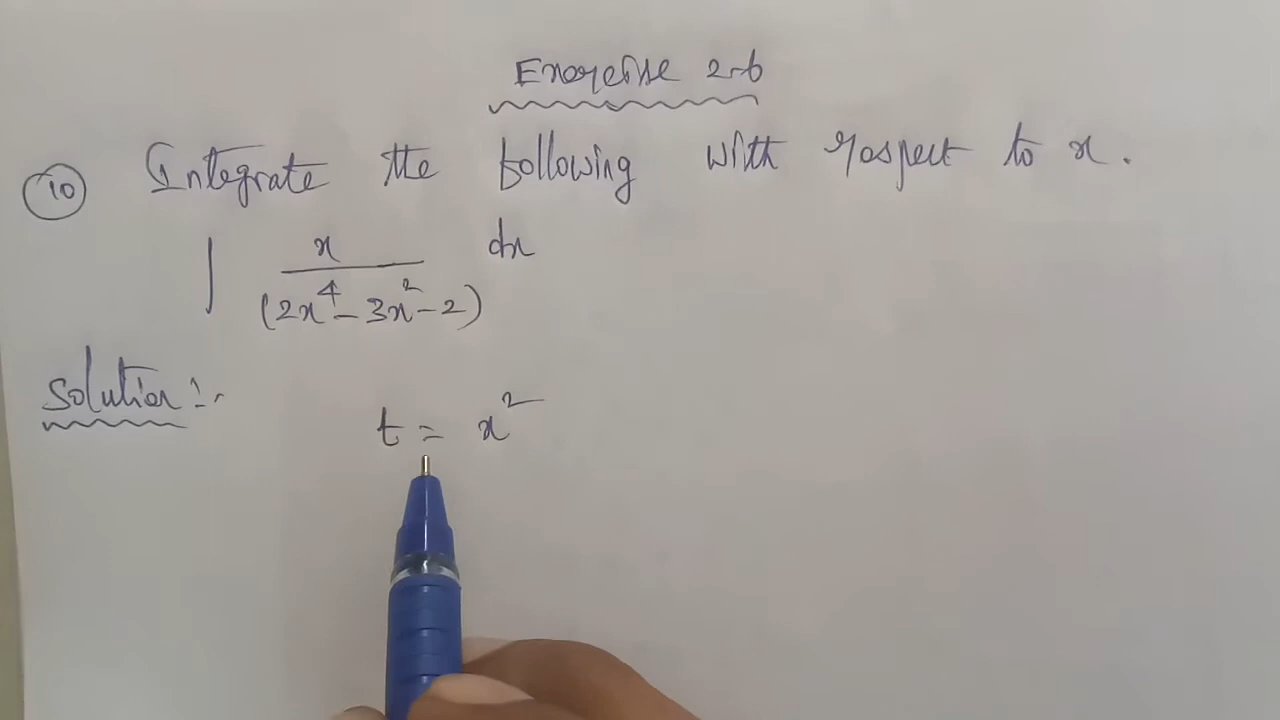 Exercise 2-6
(10) Integrate the following with respect to x.
∫ x / (2x⁴ - 3x² - 2) dx
Solution:-
t = x²